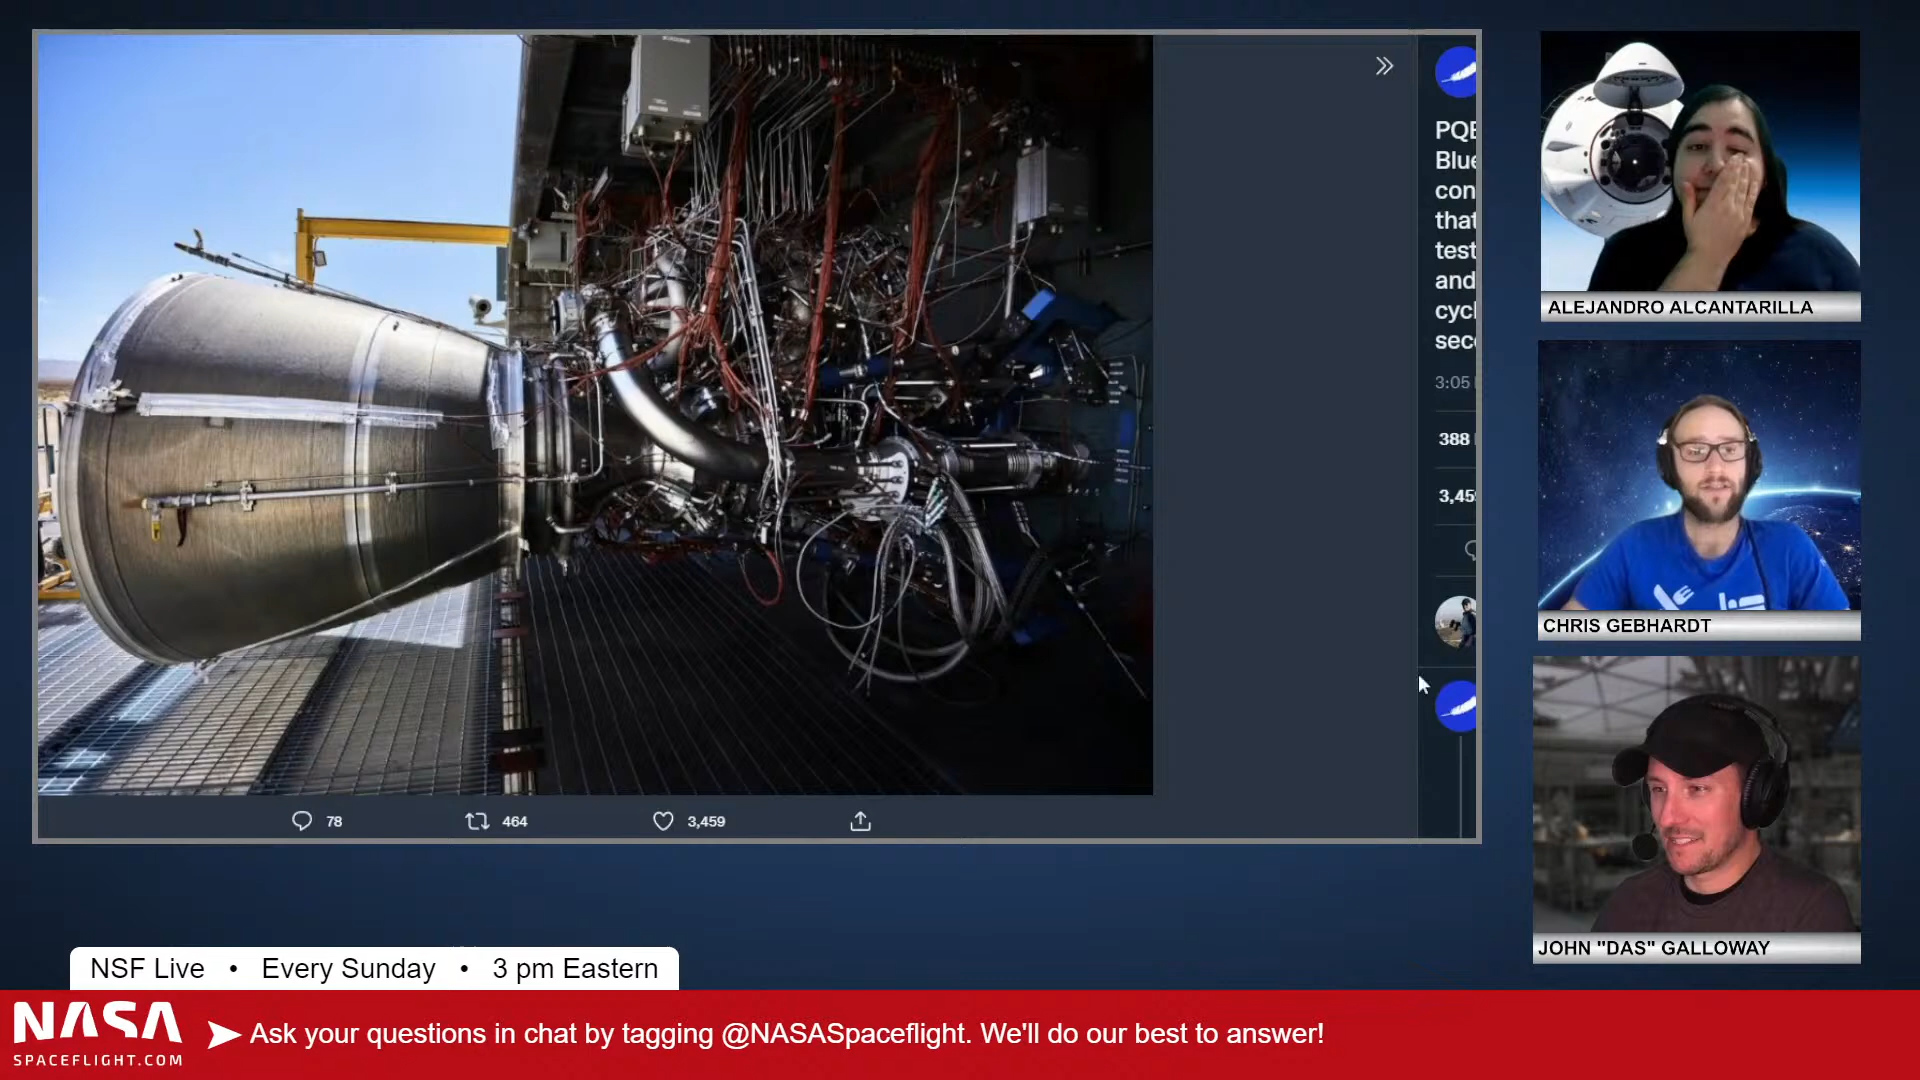 PQE
Blue
con
that
test
and
cycl
sec
3:05
388
3,45
78
464
3,459
ALEJANDRO ALCANTARILLA
CHRIS GEBHARDT
JOHN "DAS" GALLOWAY
NSF Live • Every Sunday • 3 pm Eastern
NASA
SPACEFLIGHT.COM
Ask your questions in chat by tagging @NASASpaceflight. We'll do our best to answer!